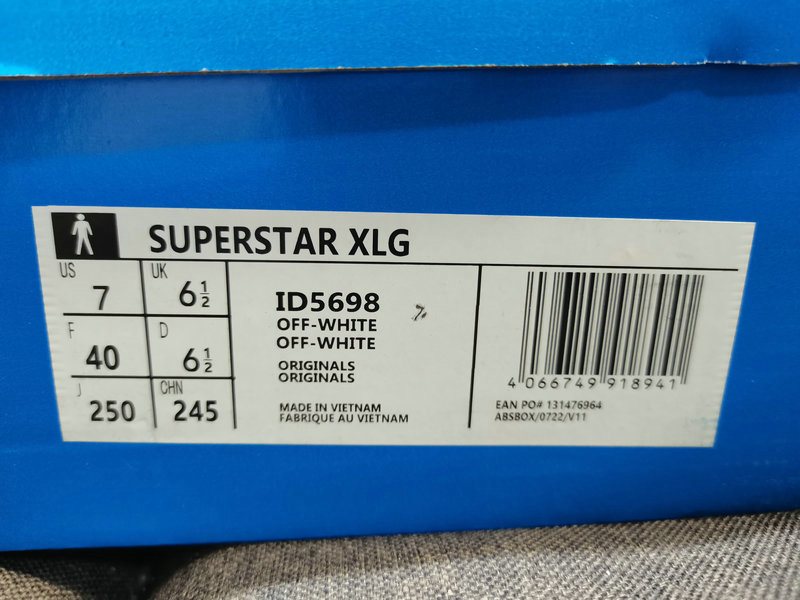 SUPERSTAR XLG
US 7 UK 6 1/2
F 40 D 6 1/2
J 250 CHN 245
ID5698
OFF-WHITE
OFF-WHITE
ORIGINALS
ORIGINALS
MADE IN VIETNAM
FABRIQUE AU VIETNAM
4 066749 918941
EAN PO# 131476964
ABSBOX/0722/V11